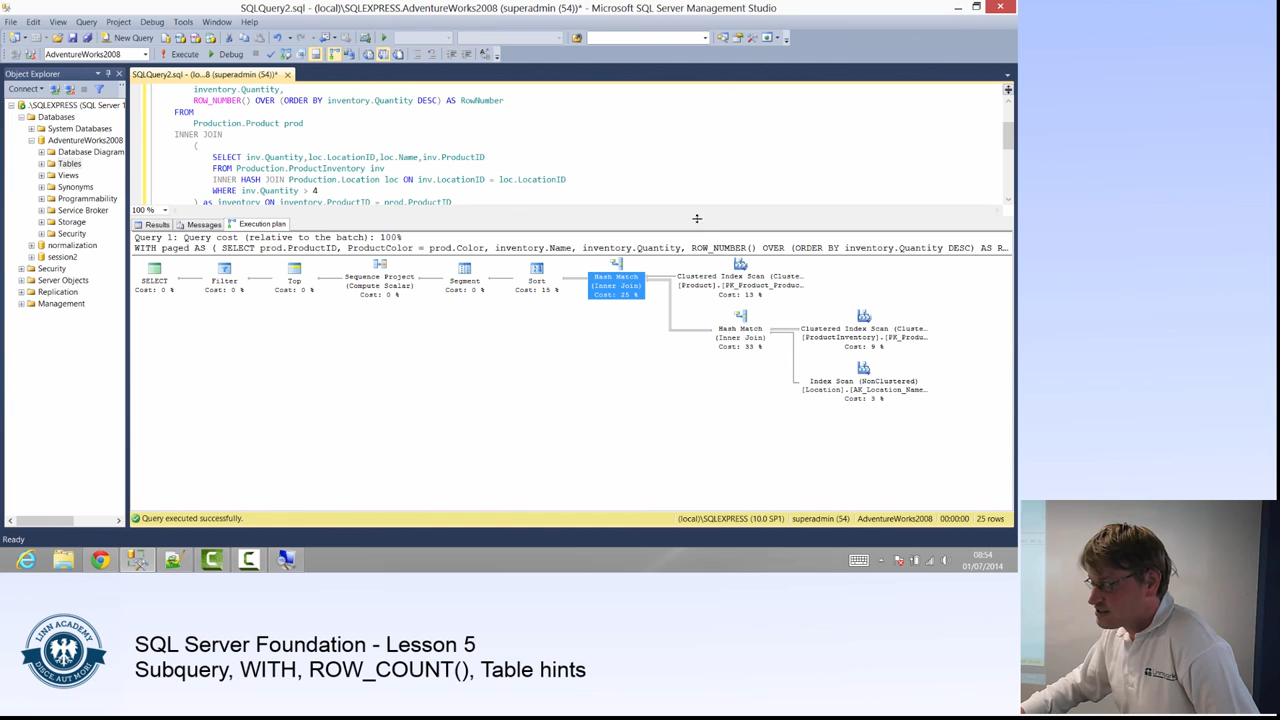 SQLQuery2.sql - (local)\SQLEXPRESS.AdventureWorks2008 (superadmin (54))* - Microsoft SQL Server Management Studio
File Edit View Query Project Debug Tools Window Help
New Query
AdventureWorks2008 Execute Debug
Object Explorer
Connect
.\SQLEXPRESS (SQL Server 1
Databases
System Databases
AdventureWorks2008
Database Diagram
Tables
Views
Synonyms
Programmability
Service Broker
Storage
Security
normalization
session2
Security
Server Objects
Replication
Management
SQLQuery2.sql - (lo...8 (superadmin (54))*
inventory.Quantity,
ROW_NUMBER() OVER (ORDER BY inventory.Quantity DESC) AS RowNumber
FROM
Production.Product prod
INNER JOIN
(
SELECT inv.Quantity,loc.LocationID,loc.Name,inv.ProductID
FROM Production.ProductInventory inv
INNER HASH JOIN Production.Location loc ON inv.LocationID = loc.LocationID
WHERE inv.Quantity > 4
) as inventory ON inventory.ProductID = prod.ProductID
100 %
Results Messages Execution plan
Query 1: Query cost (relative to the batch): 100%
WITH paged AS ( SELECT prod.ProductID, ProductColor = prod.Color, inventory.Name, inventory.Quantity, ROW_NUMBER() OVER (ORDER BY inventory.Quantity DESC) AS R...
SELECT
Cost: 0 %
Filter
Cost: 0 %
Top
Cost: 0 %
Sequence Project
(Compute Scalar)
Cost: 0 %
Segment
Cost: 0 %
Sort
Cost: 15 %
Hash Match
(Inner Join)
Cost: 25 %
Clustered Index Scan (Cluste...
[Product].[PK_Product_Produc...
Cost: 13 %
Hash Match
(Inner Join)
Cost: 33 %
Clustered Index Scan (Cluste...
[ProductInventory].[PK_Produ...
Cost: 9 %
Index Scan (NonClustered)
[Location].[AK_Location_Name...
Cost: 3 %
Query executed successfully.
(local)\SQLEXPRESS (10.0 SP1) superadmin (54) AdventureWorks2008 00:00:00 25 rows
Ready
08:54
01/07/2014
LINN ACADEMY
DISCE AUT MORI
SQL Server Foundation - Lesson 5
Subquery, WITH, ROW_COUNT(), Table hints